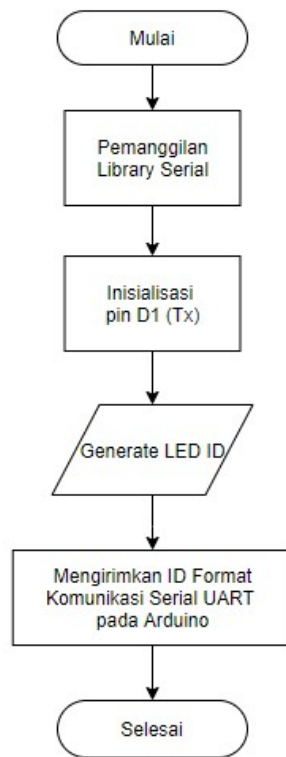 Mulai
Pemanggilan
Library Serial
Inisialisasi
pin D1 (Tx)
Generate LED ID
Mengirimkan ID Format
Komunikasi Serial UART
pada Arduino
Selesai